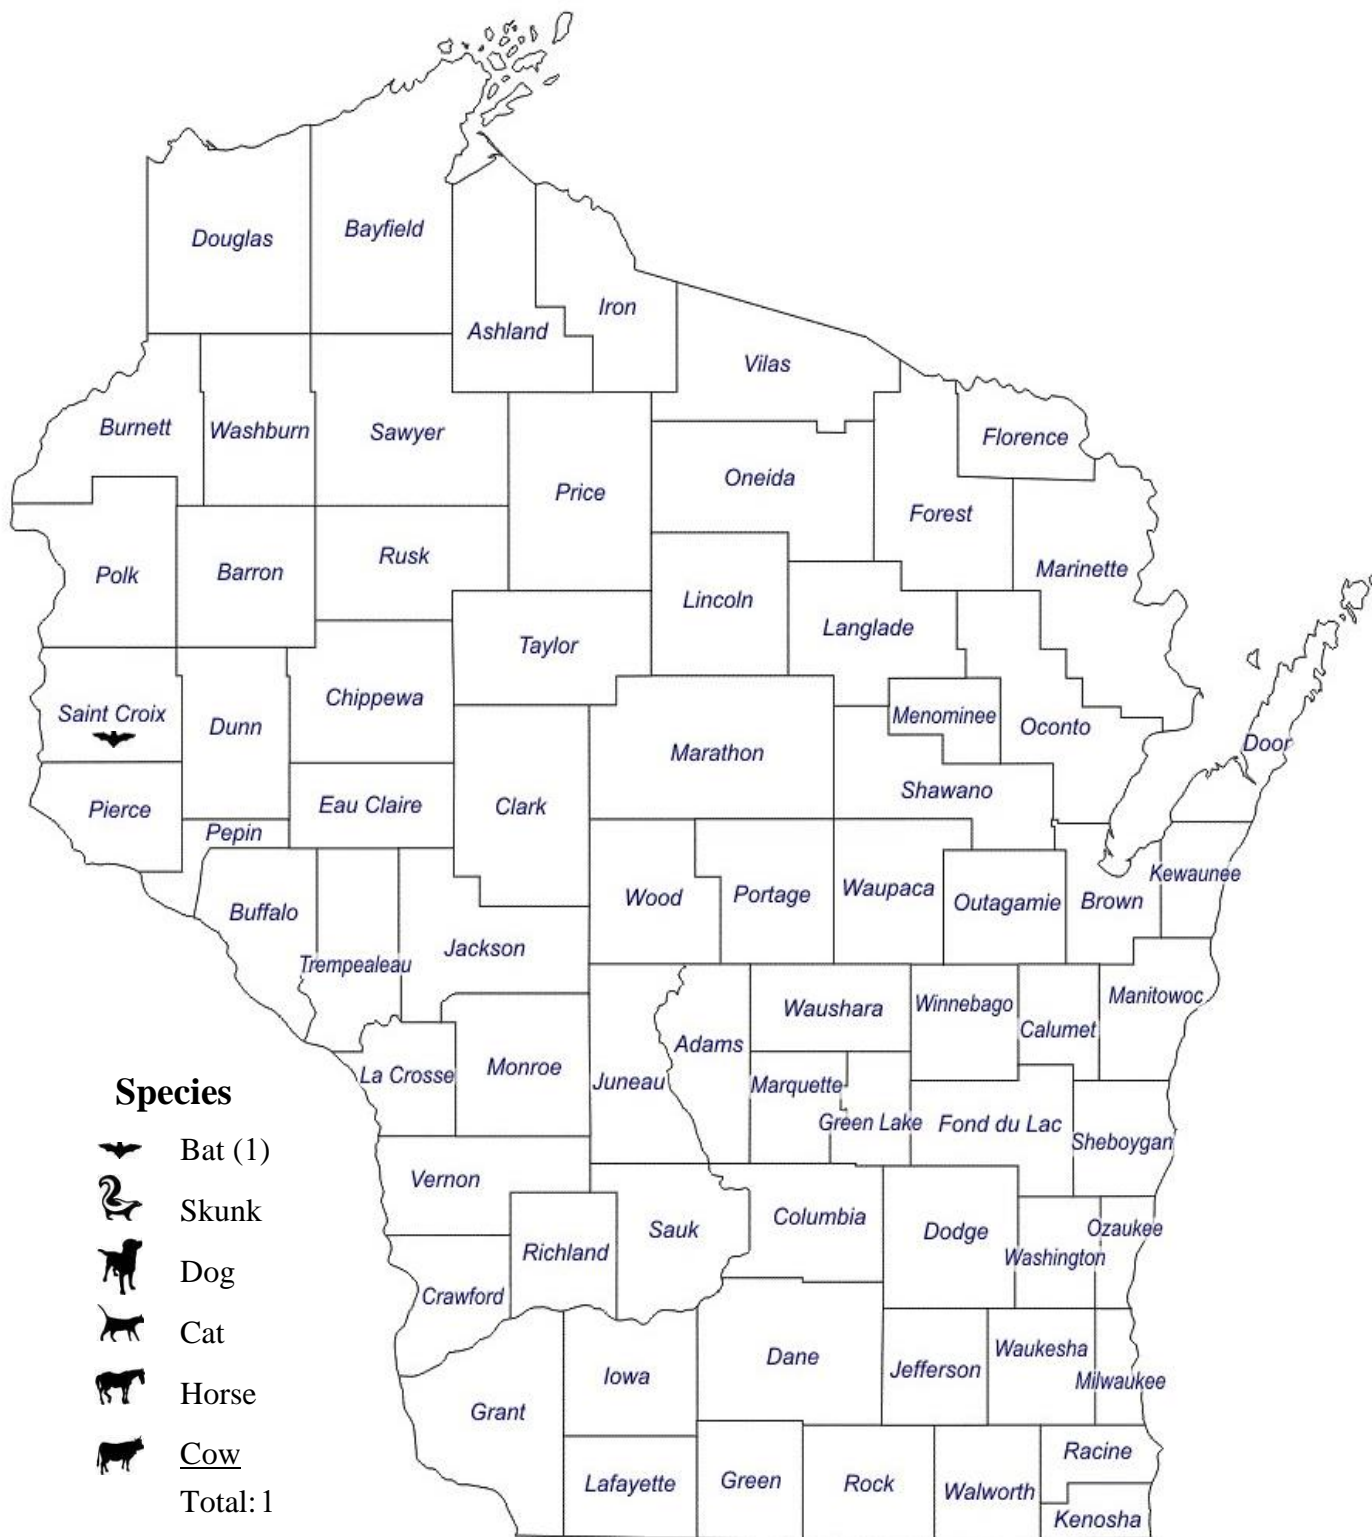 Douglas
Bayfield
Ashland
Iron
Vilas
Burnett
Washburn
Sawyer
Price
Oneida
Florence
Forest
Polk
Barron
Rusk
Lincoln
Marinette
Taylor
Langlade
Saint Croix
Dunn
Chippewa
Menominee
Oconto
Marathon
Door
Pierce
Eau Claire
Clark
Shawano
Pepin
Kewaunee
Buffalo
Wood
Portage
Waupaca
Outagamie
Brown
Trempealeau
Jackson
Waushara
Winnebago
Manitowoc
Calumet
Adams
La Crosse
Monroe
Juneau
Marquette
Green Lake
Fond du Lac
Sheboygan
Vernon
Richland
Sauk
Columbia
Dodge
Ozaukee
Washington
Crawford
Iowa
Dane
Jefferson
Waukesha
Milwaukee
Grant
Lafayette
Green
Rock
Walworth
Racine
Kenosha
Species
Bat (1)
Skunk
Dog
Cat
Horse
Cow
Total: 1